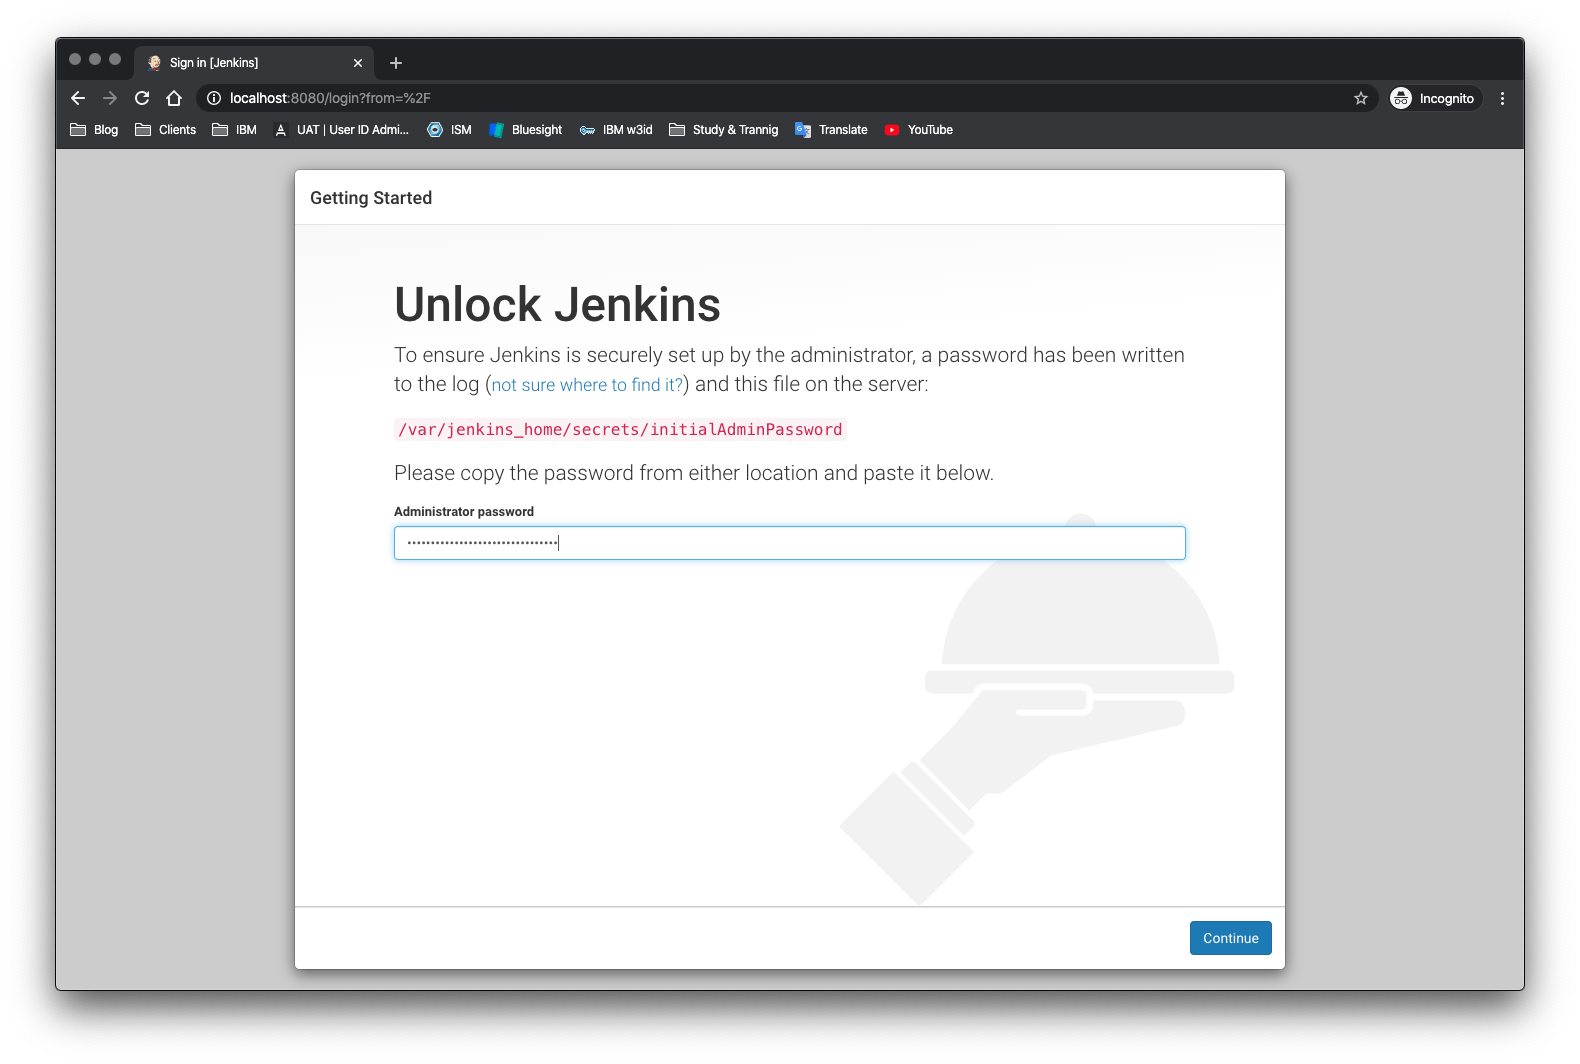 Sign in [Jenkins]
localhost:8080/login?from=%2F
Incognito
Blog Clients IBM UAT | User ID Admi... ISM Bluesight IBM w3id Study & Trannig Translate YouTube
Getting Started
Unlock Jenkins
To ensure Jenkins is securely set up by the administrator, a password has been written
to the log (not sure where to find it?) and this file on the server:
/var/jenkins_home/secrets/initialAdminPassword
Please copy the password from either location and paste it below.
Administrator password
Continue